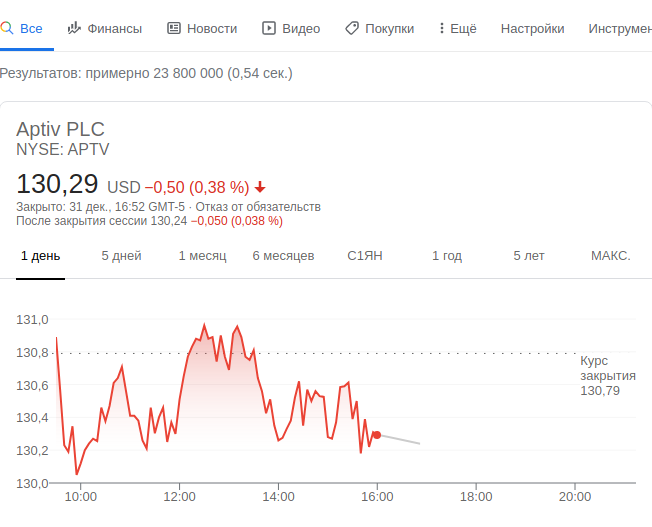 Все Финансы Новости Видео Покупки Ещё Настройки Инструмен
Результатов: примерно 23 800 000 (0,54 сек.)
Aptiv PLC
NYSE: APTV
130,29 USD −0,50 (0,38 %)
Закрыто: 31 дек., 16:52 GMT-5 · Отказ от обязательств
После закрытия сессии 130,24 −0,050 (0,038 %)
1 день 5 дней 1 месяц 6 месяцев С1ЯН 1 год 5 лет МАКС.
131,0
130,8
130,6
130,4
130,2
130,0
Курс
закрытия
130,79
10:00 12:00 14:00 16:00 18:00 20:00